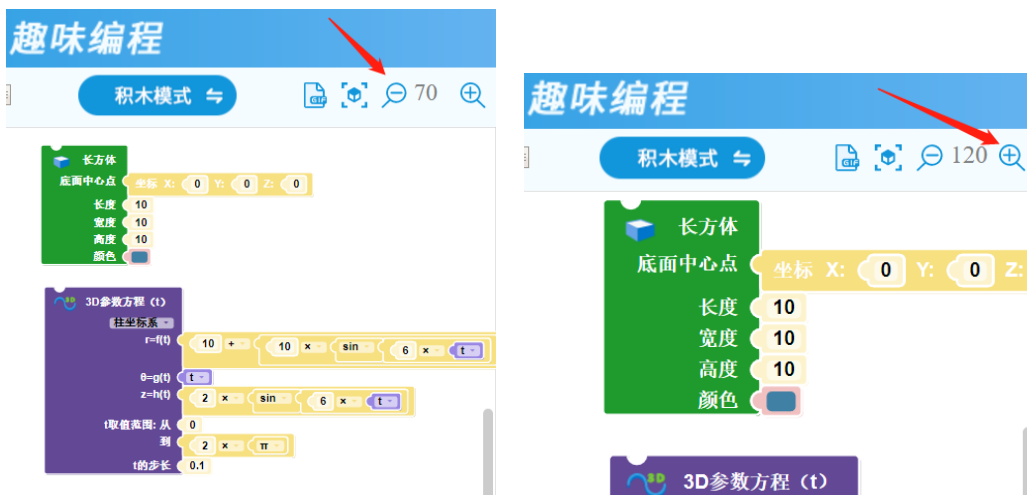 趣味编程
积木模式
GIF
70
长方体
底面中心点 坐标 X: 0 Y: 0 Z: 0
长度 10
宽度 10
高度 10
颜色
3D 3D参数方程（t）
柱坐标系
r=f(t) 10 + 10 × sin 6 × t
θ=g(t) t
z=h(t) 2 × sin 6 × t
t取值范围: 从 0
到 2 × π
t的步长 0.1
趣味编程
积木模式
GIF
120
长方体
底面中心点 坐标 X: 0 Y: 0 Z:
长度 10
宽度 10
高度 10
颜色
3D 3D参数方程（t）